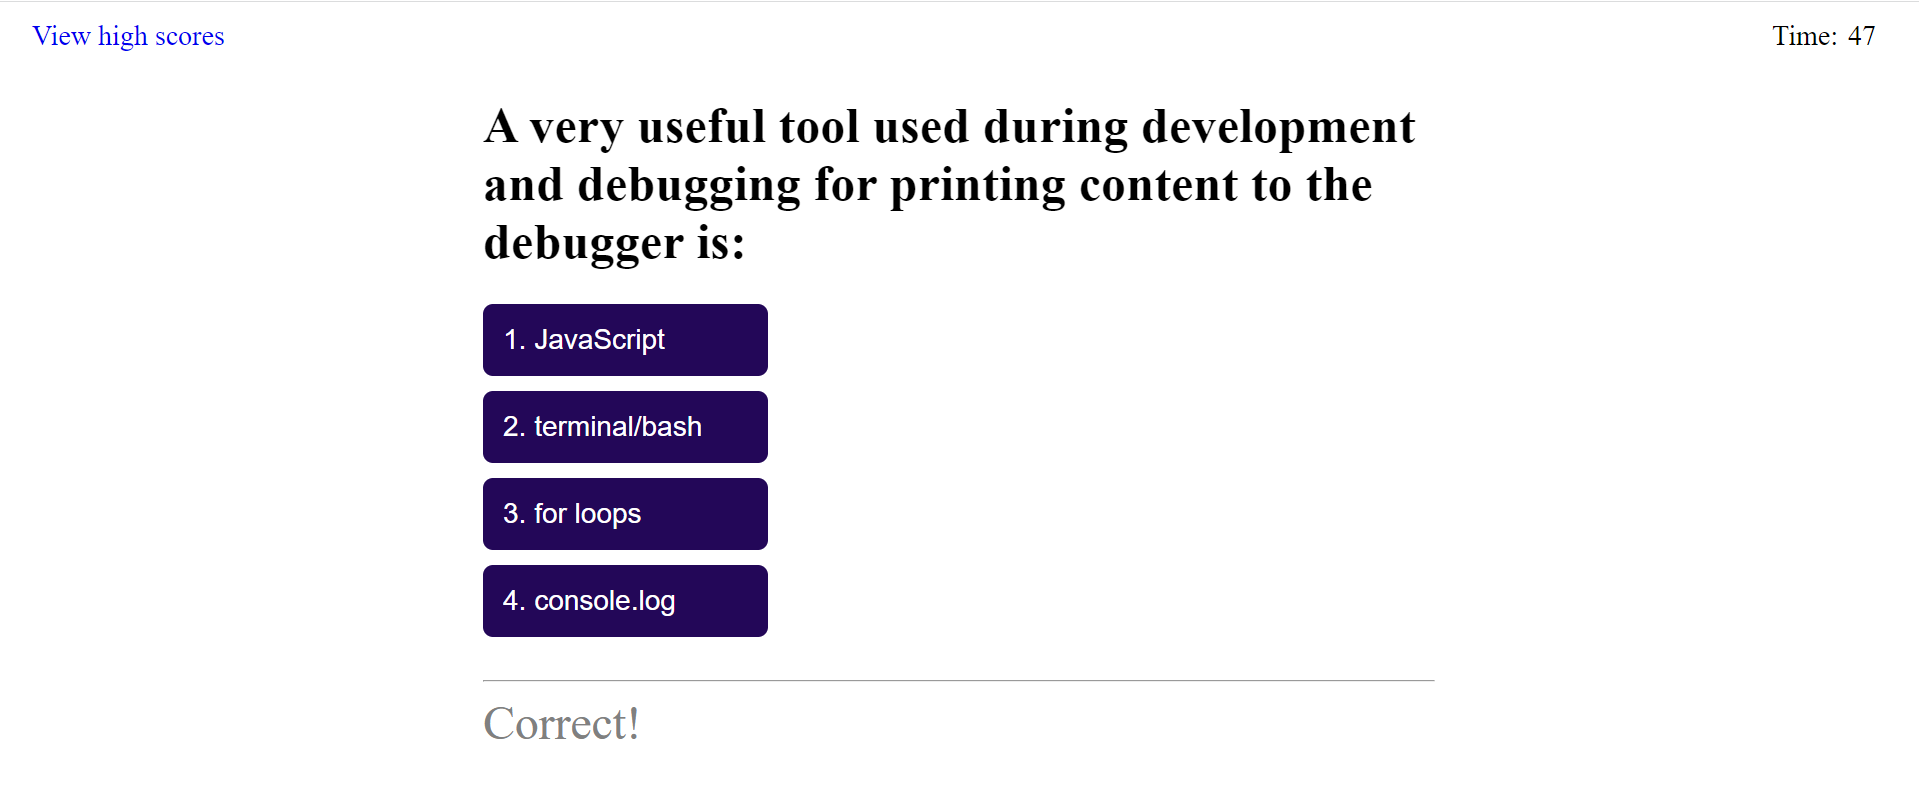 View high scores
Time: 47
A very useful tool used during development
and debugging for printing content to the
debugger is:
1. JavaScript
2. terminal/bash
3. for loops
4. console.log
Correct!